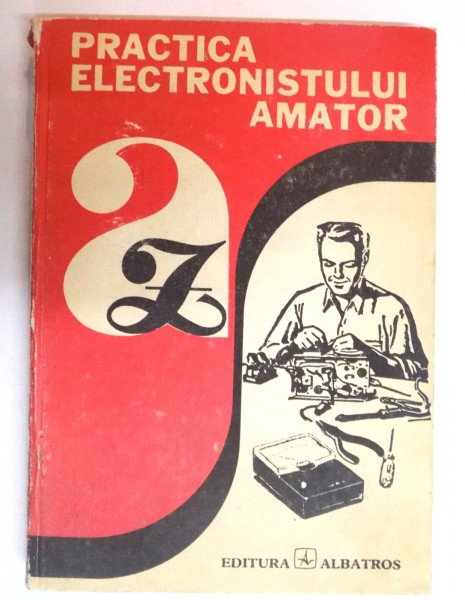 PRACTICA
ELECTRONISTULUI
AMATOR
a
Z
EDITURA ALBATROS